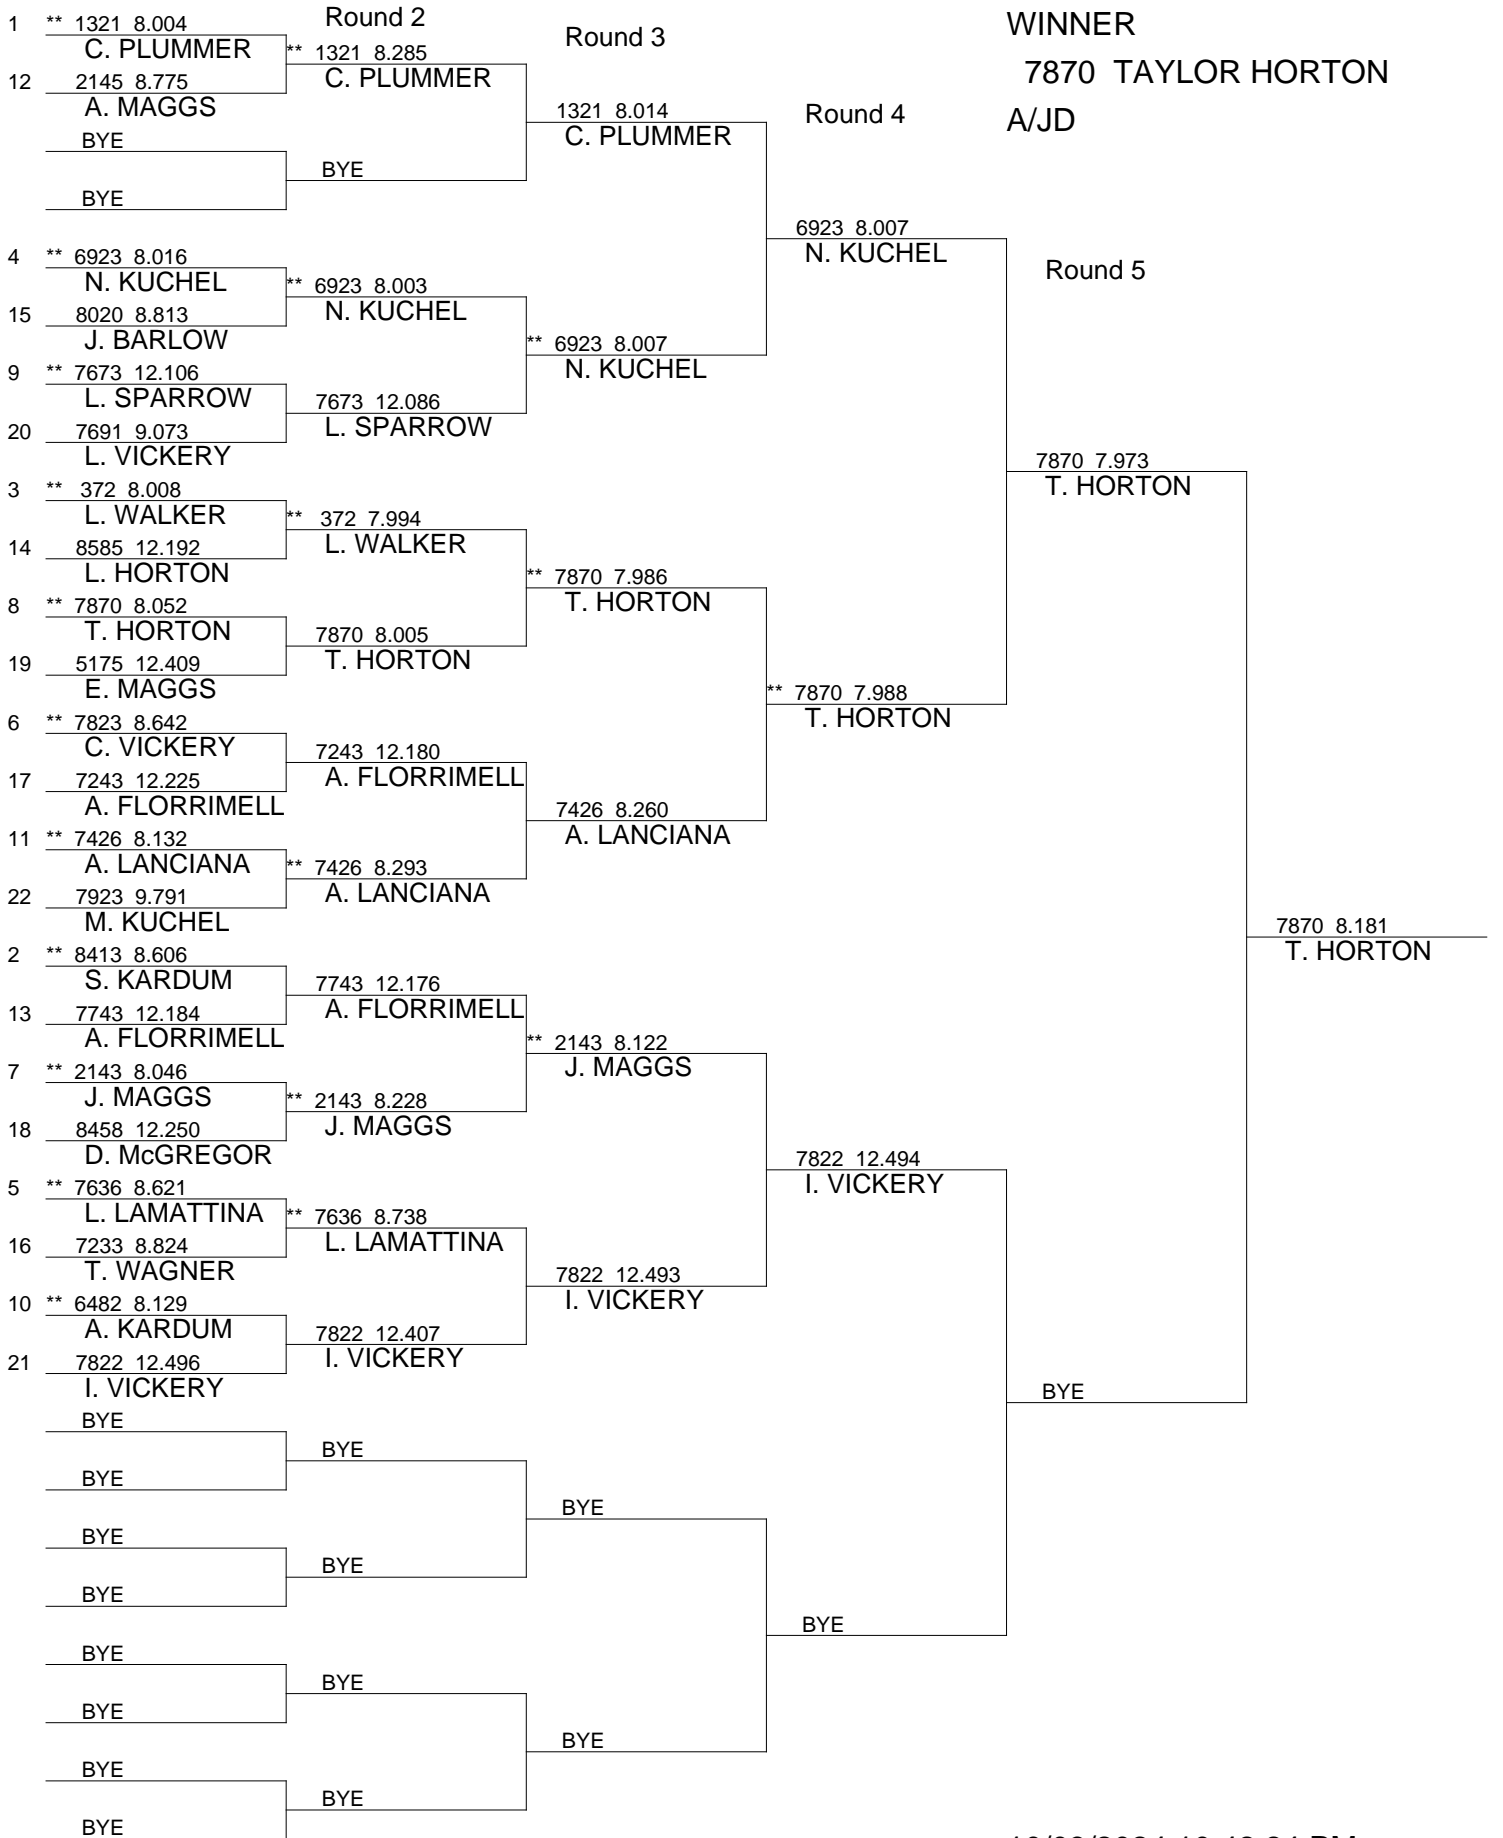 Round 2
Round 3
Round 4
Round 5
WINNER
7870 TAYLOR HORTON
A/JD
1 ** 1321 8.004
C. PLUMMER
12 2145 8.775
A. MAGGS
BYE
BYE
4 ** 6923 8.016
N. KUCHEL
15 8020 8.813
J. BARLOW
9 ** 7673 12.106
L. SPARROW
20 7691 9.073
L. VICKERY
3 ** 372 8.008
L. WALKER
14 8585 12.192
L. HORTON
8 ** 7870 8.052
T. HORTON
19 5175 12.409
E. MAGGS
6 ** 7823 8.642
C. VICKERY
17 7243 12.225
A. FLORRIMELL
11 ** 7426 8.132
A. LANCIANA
22 7923 9.791
M. KUCHEL
2 ** 8413 8.606
S. KARDUM
13 7743 12.184
A. FLORRIMELL
7 ** 2143 8.046
J. MAGGS
18 8458 12.250
D. McGREGOR
5 ** 7636 8.621
L. LAMATTINA
16 7233 8.824
T. WAGNER
10 ** 6482 8.129
A. KARDUM
21 7822 12.496
I. VICKERY
BYE
BYE
BYE
BYE
BYE
BYE
BYE
BYE
** 1321 8.285
C. PLUMMER
BYE
** 6923 8.003
N. KUCHEL
7673 12.086
L. SPARROW
** 372 7.994
L. WALKER
7870 8.005
T. HORTON
7243 12.180
A. FLORRIMELL
** 7426 8.293
A. LANCIANA
7743 12.176
A. FLORRIMELL
** 2143 8.228
J. MAGGS
** 7636 8.738
L. LAMATTINA
7822 12.407
I. VICKERY
BYE
BYE
BYE
BYE
1321 8.014
C. PLUMMER
** 6923 8.007
N. KUCHEL
** 7870 7.986
T. HORTON
7426 8.260
A. LANCIANA
** 2143 8.122
J. MAGGS
7822 12.493
I. VICKERY
BYE
BYE
6923 8.007
N. KUCHEL
** 7870 7.988
T. HORTON
7822 12.494
I. VICKERY
BYE
7870 7.973
T. HORTON
BYE
7870 8.181
T. HORTON